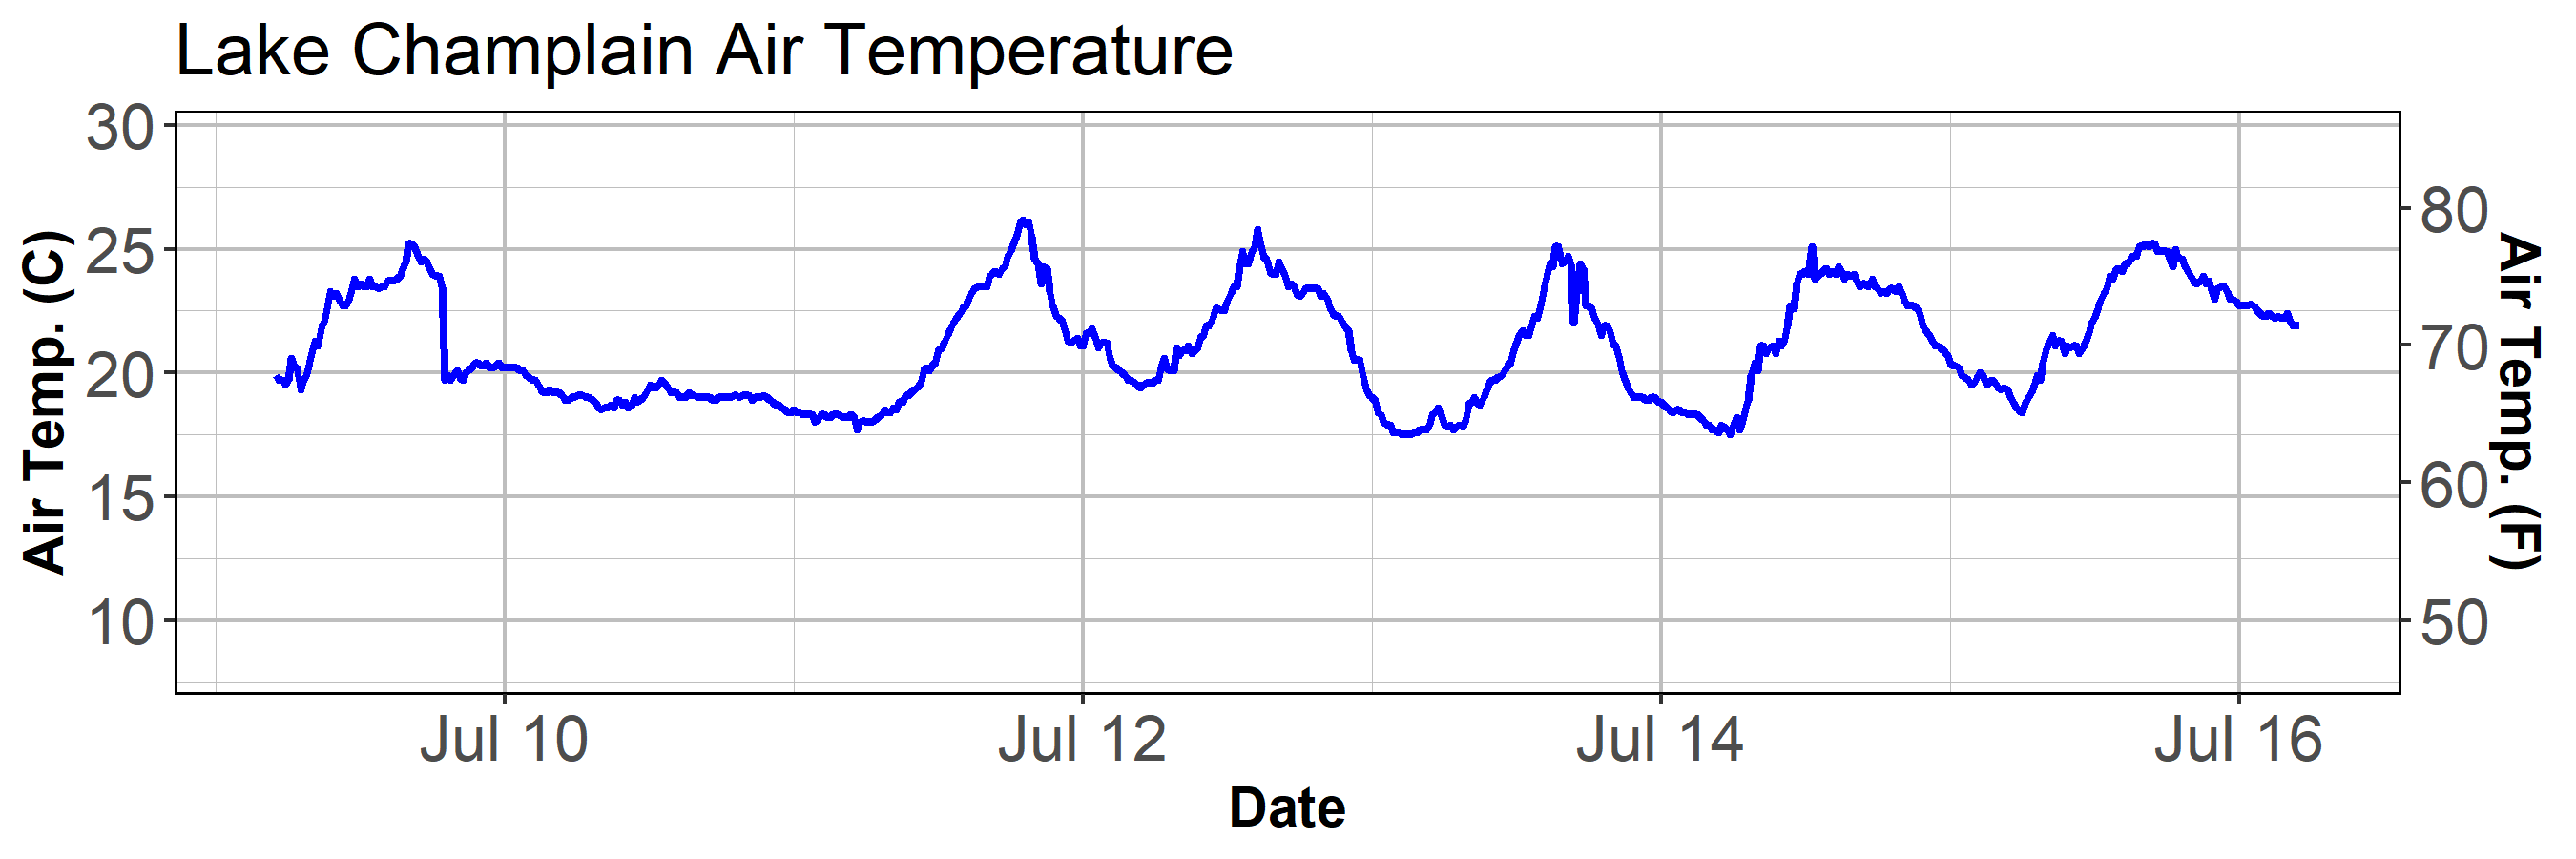 Lake Champlain Air Temperature
30
25
20
15
10
Air Temp. (C)
80
70
60
50
Air Temp. (F)
Jul 10
Jul 12
Jul 14
Jul 16
Date